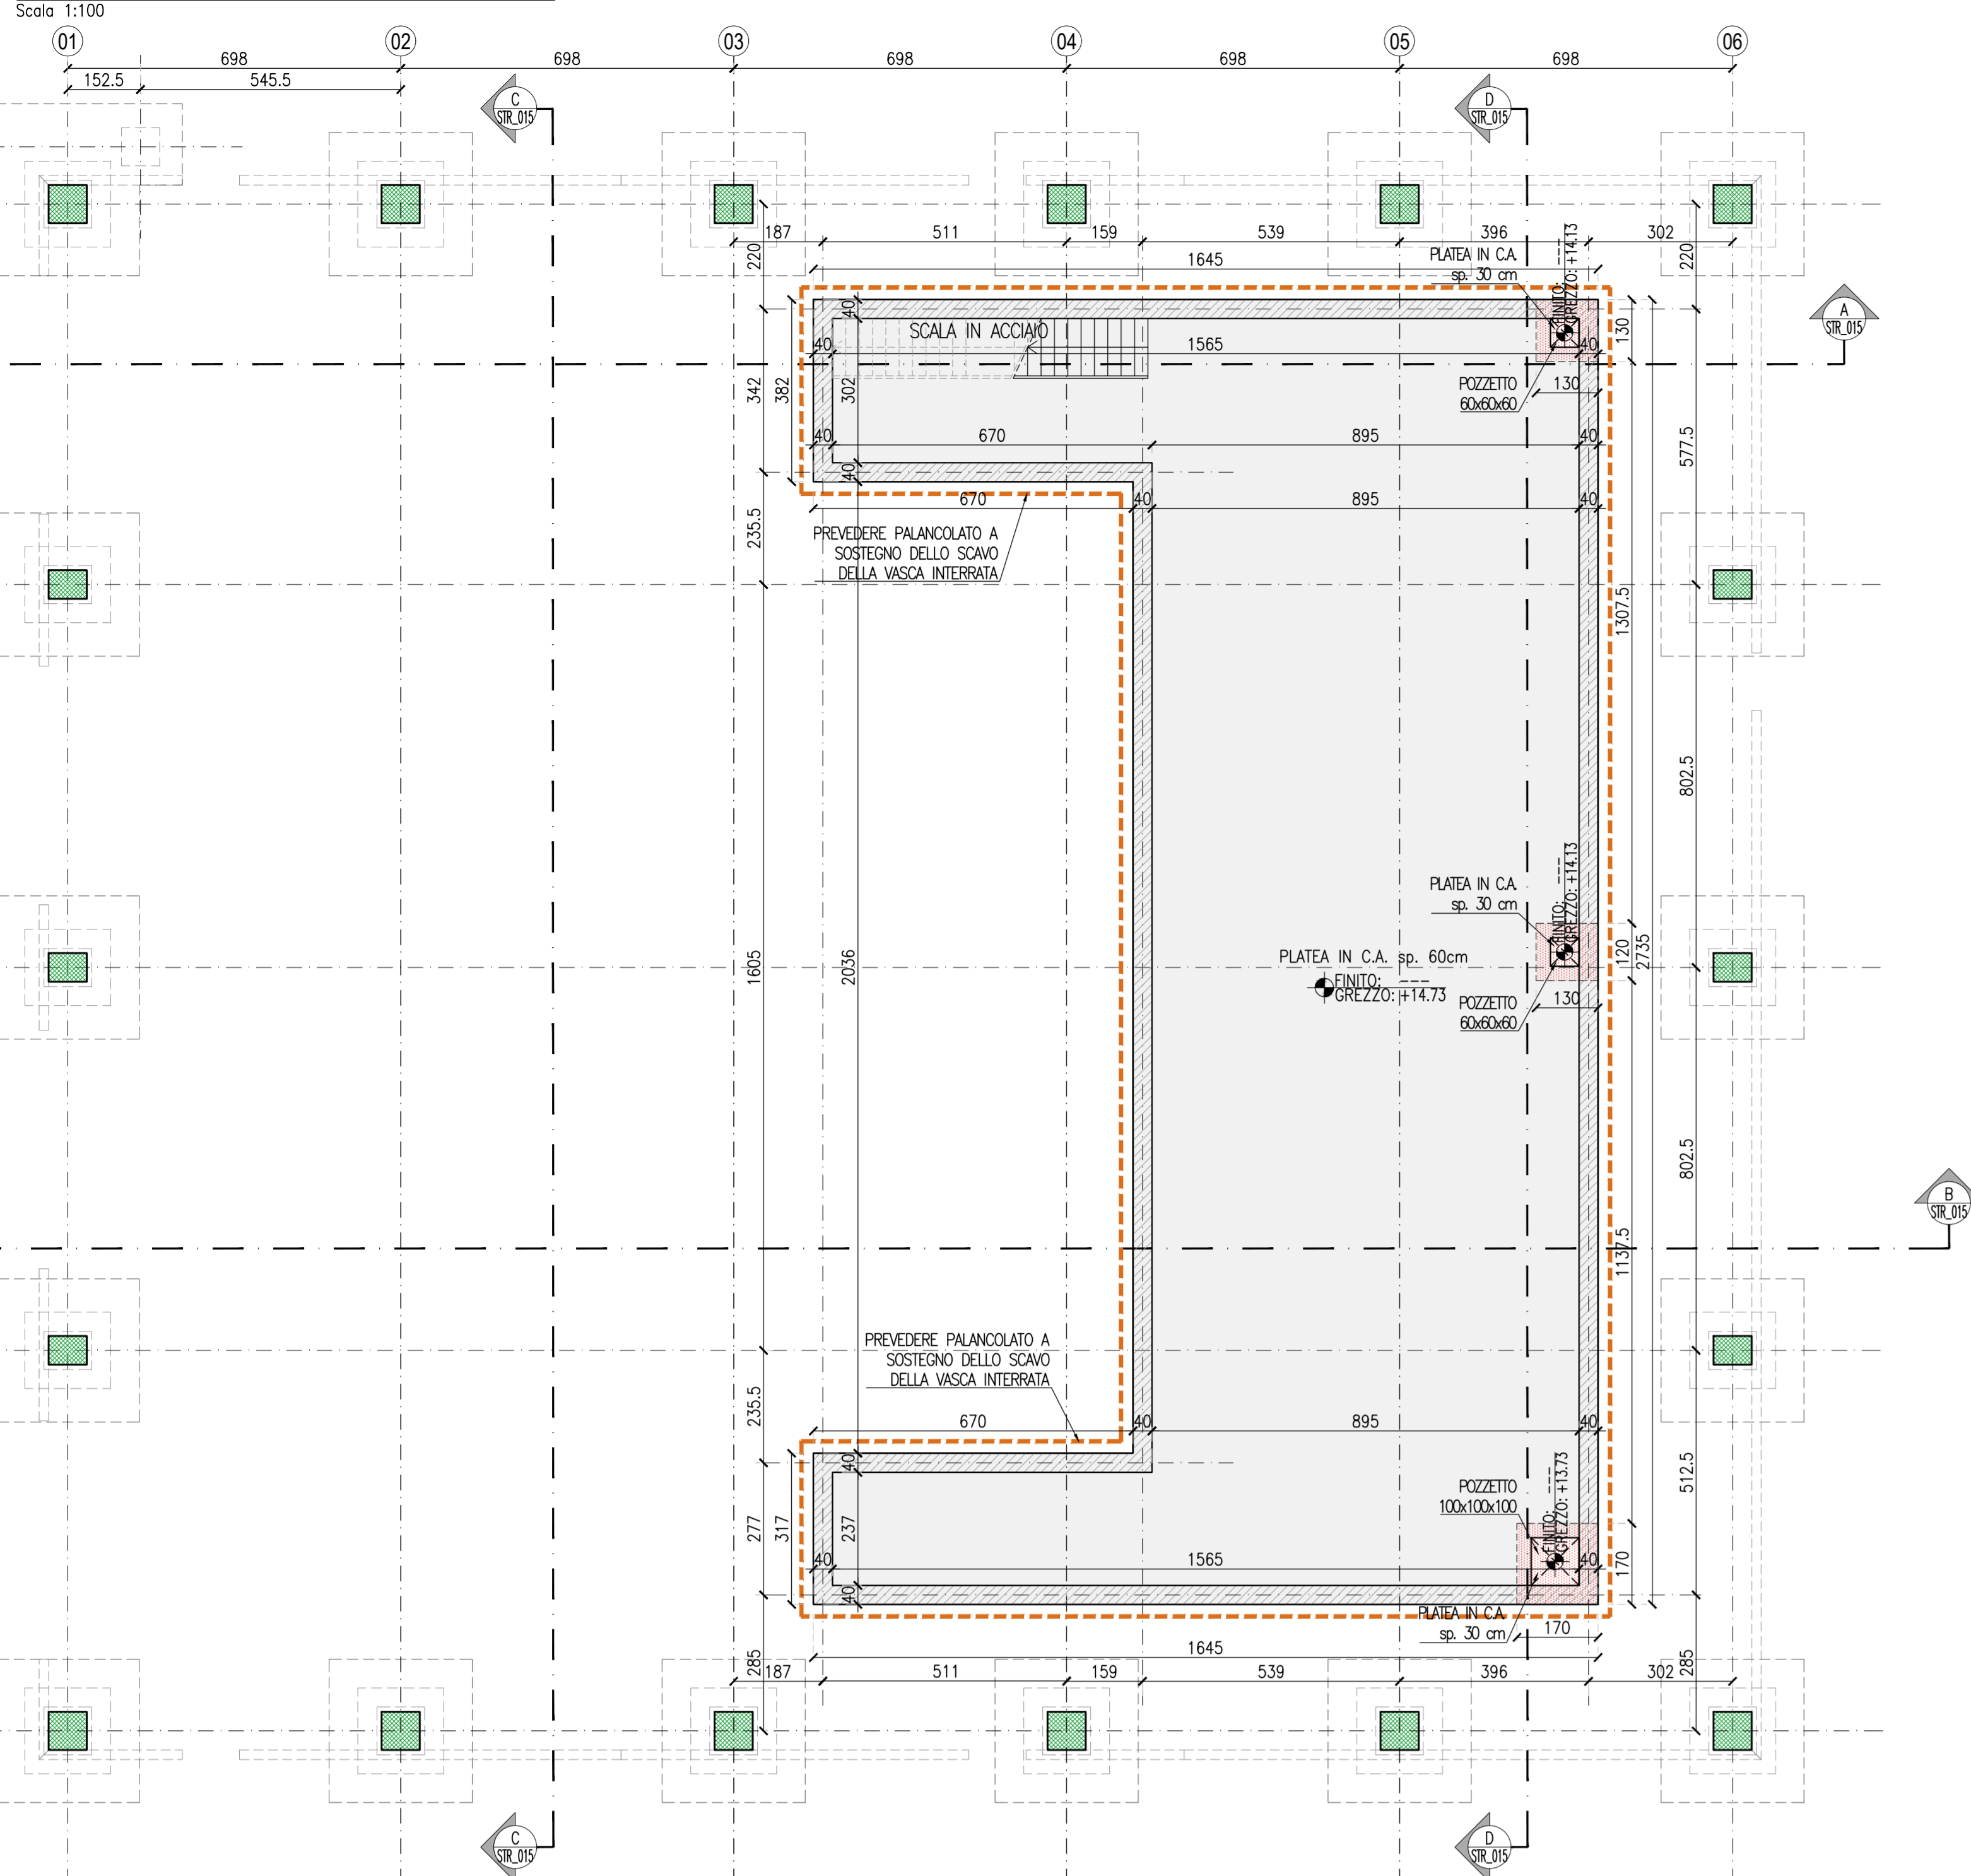 Scala 1:100
01 02 03 04 05 06
698 698 698 698 698
152.5 545.5
C
STR_015
D
STR_015
187 511 159 539 396 302
220
220
1645
PLATEA IN C.A.
sp. 30 cm
FINITO: ----
GREZZO: +14.13
A
STR_015
40
SCALA IN ACCIAIO
130
40 1565 40
342
382
302
POZZETTO
60x60x60
130
577.5
40 670 895 40
40
670 40 895 40
PREVEDERE PALANCOLATO A
SOSTEGNO DELLO SCAVO
DELLA VASCA INTERRATA
235.5
1307.5
802.5
PLATEA IN C.A.
sp. 30 cm
FINITO: ----
GREZZO: +14.13
1605
2036
120
2735
PLATEA IN C.A. sp. 60cm
FINITO: ----
GREZZO: +14.73
POZZETTO
60x60x60
130
802.5
B
STR_015
1137.5
PREVEDERE PALANCOLATO A
SOSTEGNO DELLO SCAVO
DELLA VASCA INTERRATA
235.5
670 40 895 40
40
POZZETTO
100x100x100
FINITO: ----
GREZZO: +13.73
512.5
277
317
237
40 1565 40
170
40
PLATEA IN C.A.
sp. 30 cm
170
1645
285
285
187 511 159 539 396 302
C
STR_015
D
STR_015